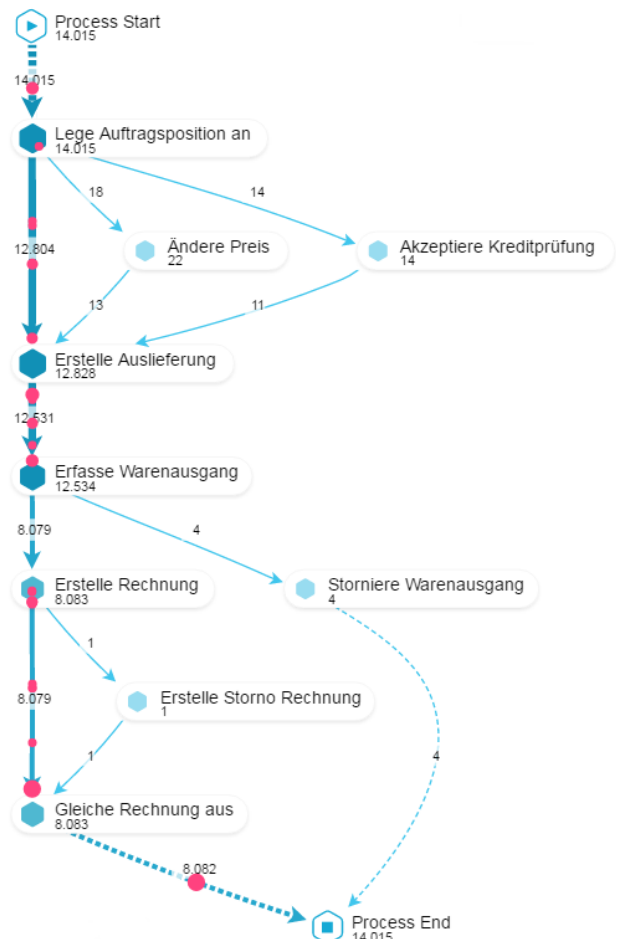 Process Start
14.015
14.015
Lege Auftragsposition an
14.015
18
14
12.804
Ändere Preis
22
Akzeptiere Kreditprüfung
14
13
11
Erstelle Auslieferung
12.828
12.531
Erfasse Warenausgang
12.534
8.079
4
Erstelle Rechnung
8.083
Storniere Warenausgang
4
1
8.079
Erstelle Storno Rechnung
1
1
4
Gleiche Rechnung aus
8.083
8.082
Process End
14.015